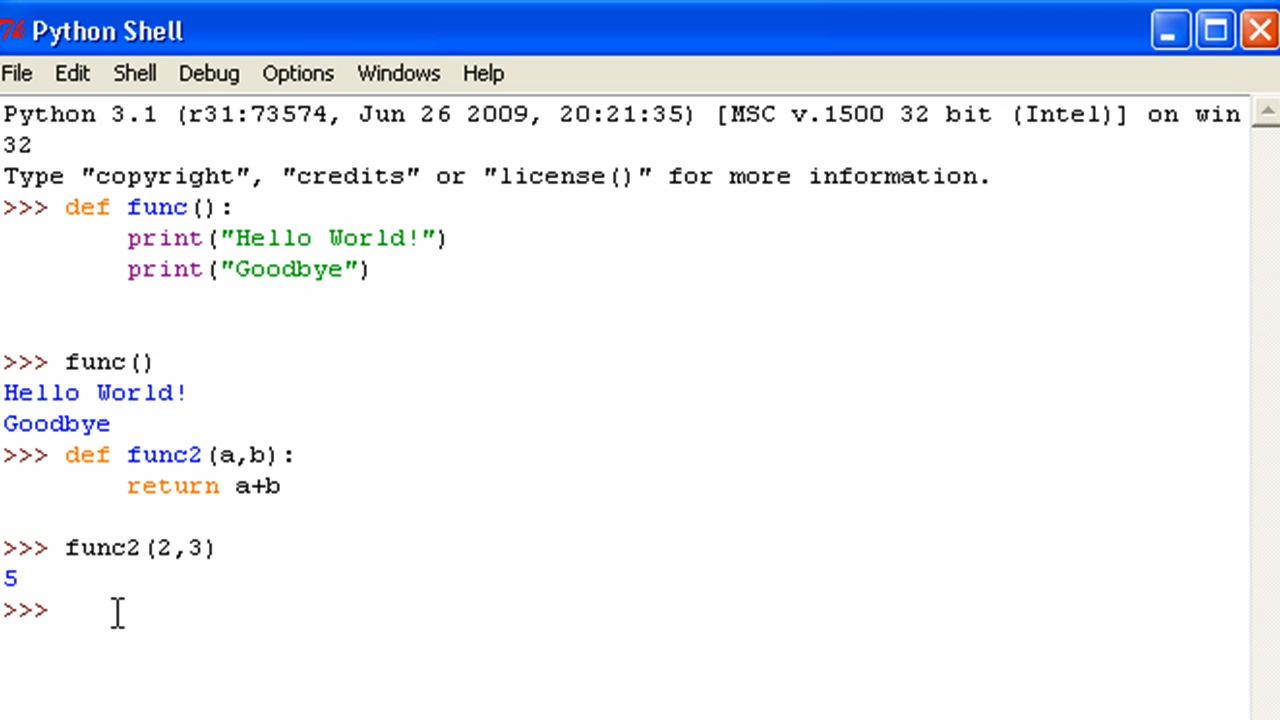 Python Shell
File Edit Shell Debug Options Windows Help
Python 3.1 (r31:73574, Jun 26 2009, 20:21:35) [MSC v.1500 32 bit (Intel)] on win
32
Type "copyright", "credits" or "license()" for more information.
>>> def func():
        print("Hello World!")
        print("Goodbye")
>>> func()
Hello World!
Goodbye
>>> def func2(a,b):
        return a+b
>>> func2(2,3)
5
>>>